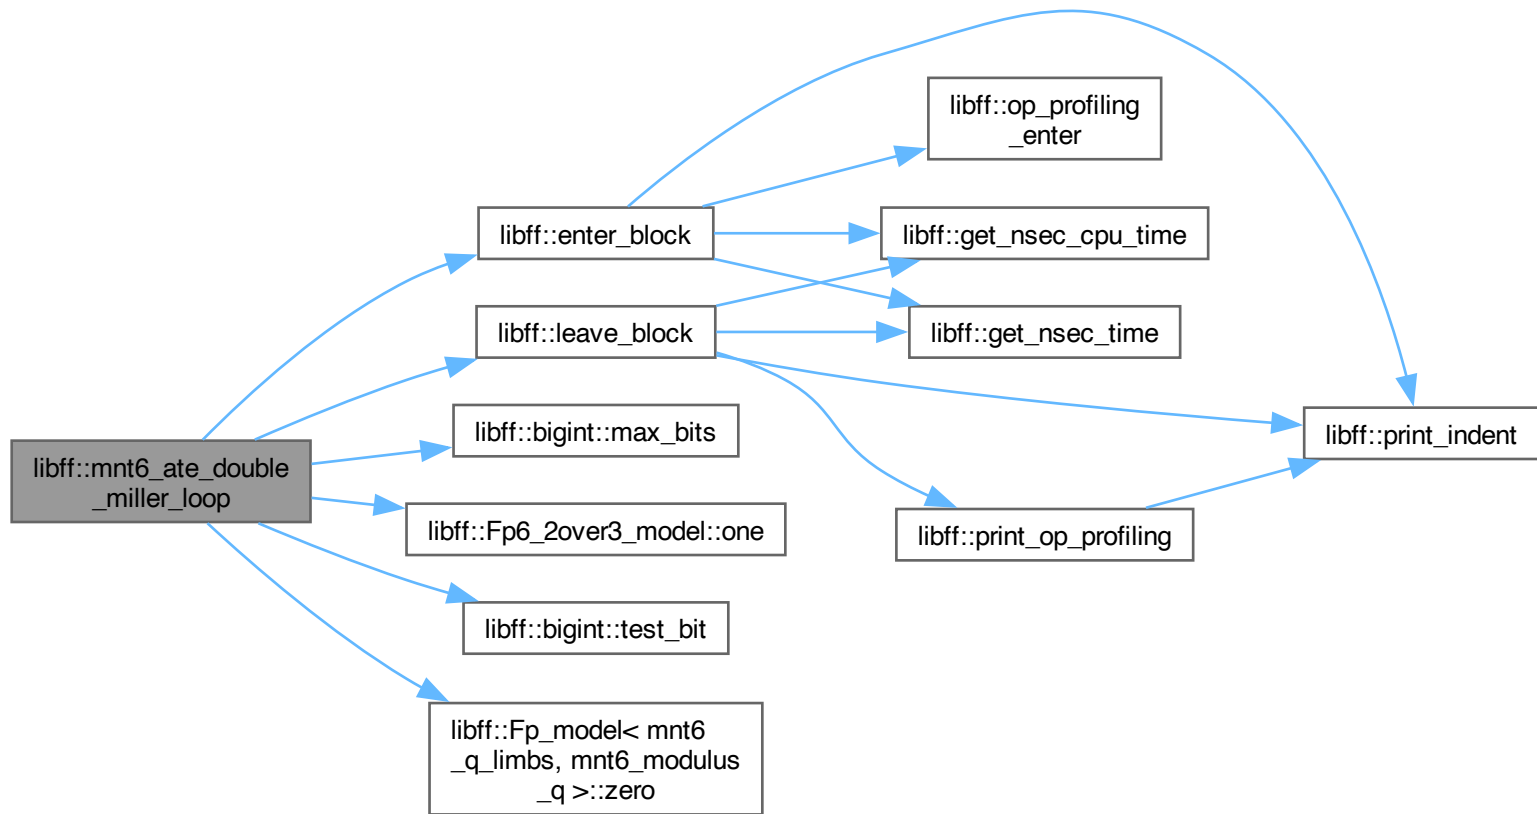 libff::op_profiling
_enter
libff::enter_block
libff::get_nsec_cpu_time
libff::leave_block
libff::get_nsec_time
libff::bigint::max_bits
libff::print_indent
libff::mnt6_ate_double
_miller_loop
libff::Fp6_2over3_model::one
libff::print_op_profiling
libff::bigint::test_bit
libff::Fp_model< mnt6
_q_limbs, mnt6_modulus
_q >::zero